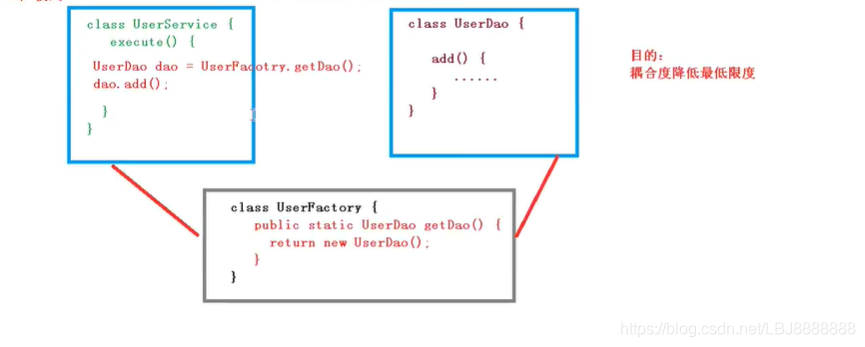 class UserService {
execute() {
UserDao dao = UserFacotry.getDao();
dao.add();
}
}
class UserDao {
add() {
......
}
}
目的:
耦合度降低最低限度
class UserFactory {
public static UserDao getDao() {
return new UserDao();
}
}
https://blog.csdn.net/LBJ8888888